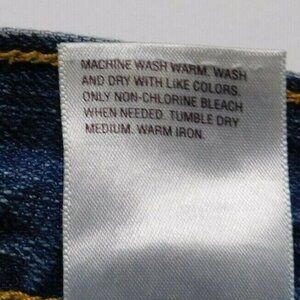 MACHINE WASH WARM. WASH
AND DRY WITH LIKE COLORS.
ONLY NON-CHLORINE BLEACH
WHEN NEEDED. TUMBLE DRY
MEDIUM. WARM IRON.